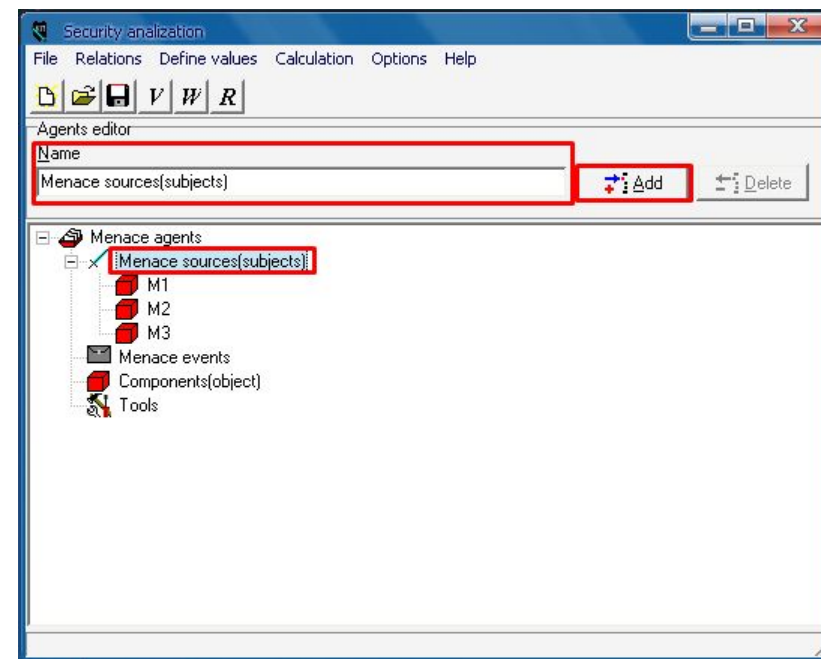 Security analization
File Relations Define values Calculation Options Help
V W R
Agents editor
Name
Menace sources(subjects)
Add Delete
Menace agents
Menace sources(subjects)
M1
M2
M3
Menace events
Components(object)
Tools